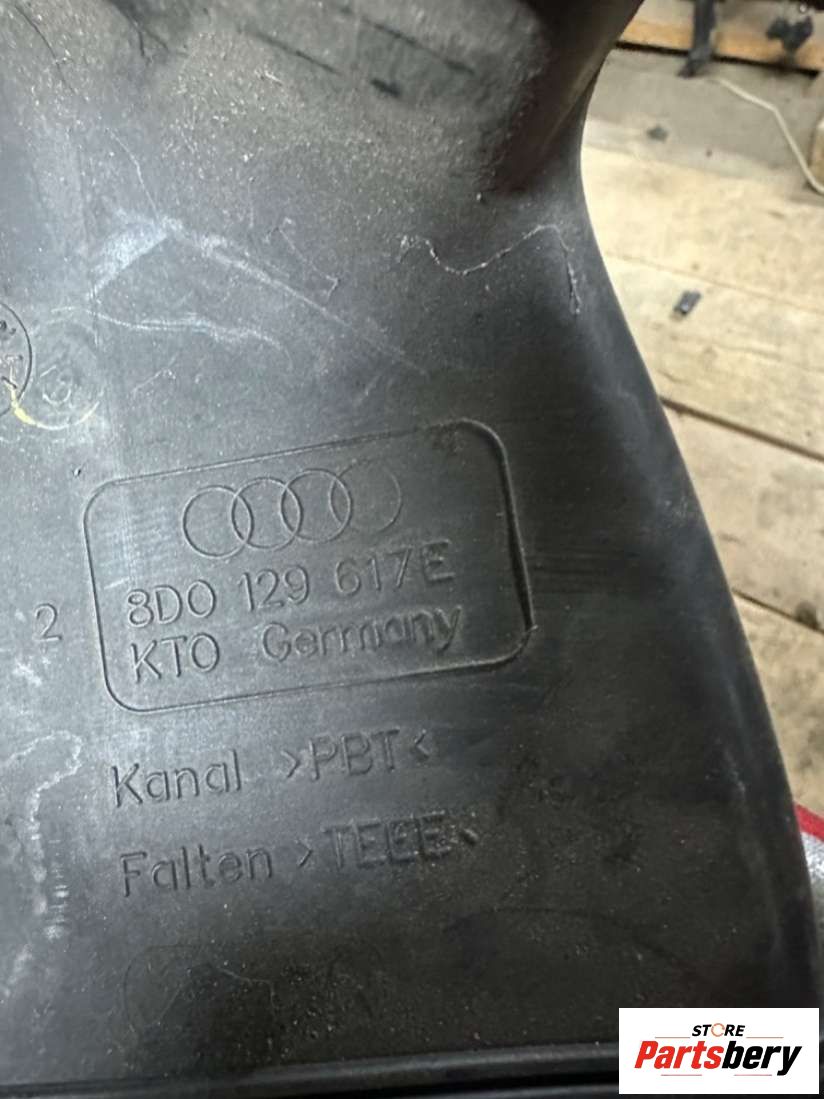 8D0 129 617E
2
KTO Germany
Kanal >PBT<
Falten >TEEE<
STORE
Partsbery